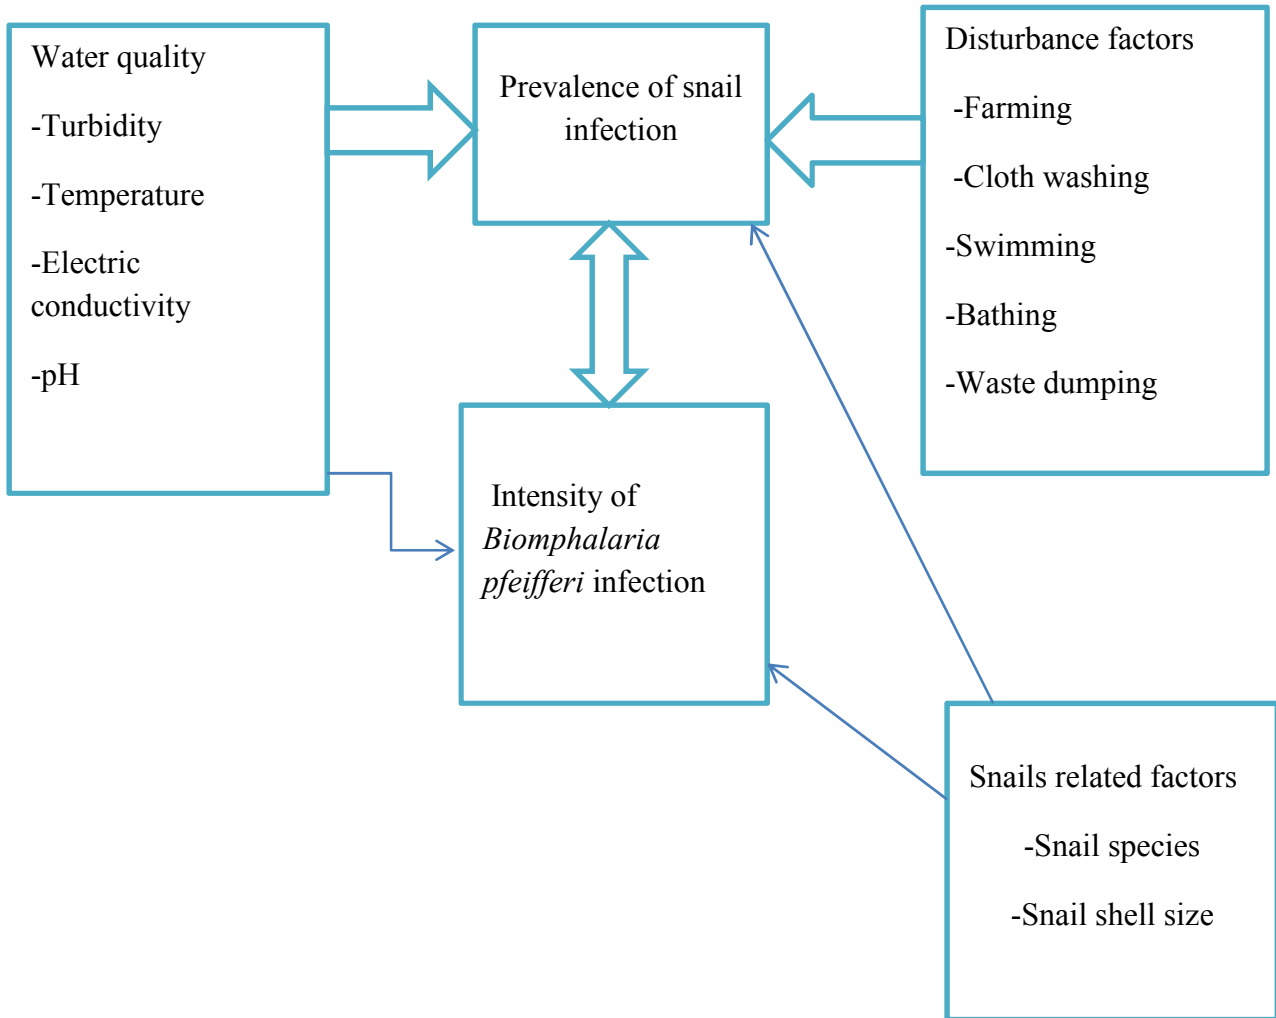 Water quality
-Turbidity
-Temperature
-Electric
conductivity
-pH
Prevalence of snail
infection
Disturbance factors
-Farming
-Cloth washing
-Swimming
-Bathing
-Waste dumping
Intensity of
Biomphalaria
pfeifferi infection
Snails related factors
-Snail species
-Snail shell size